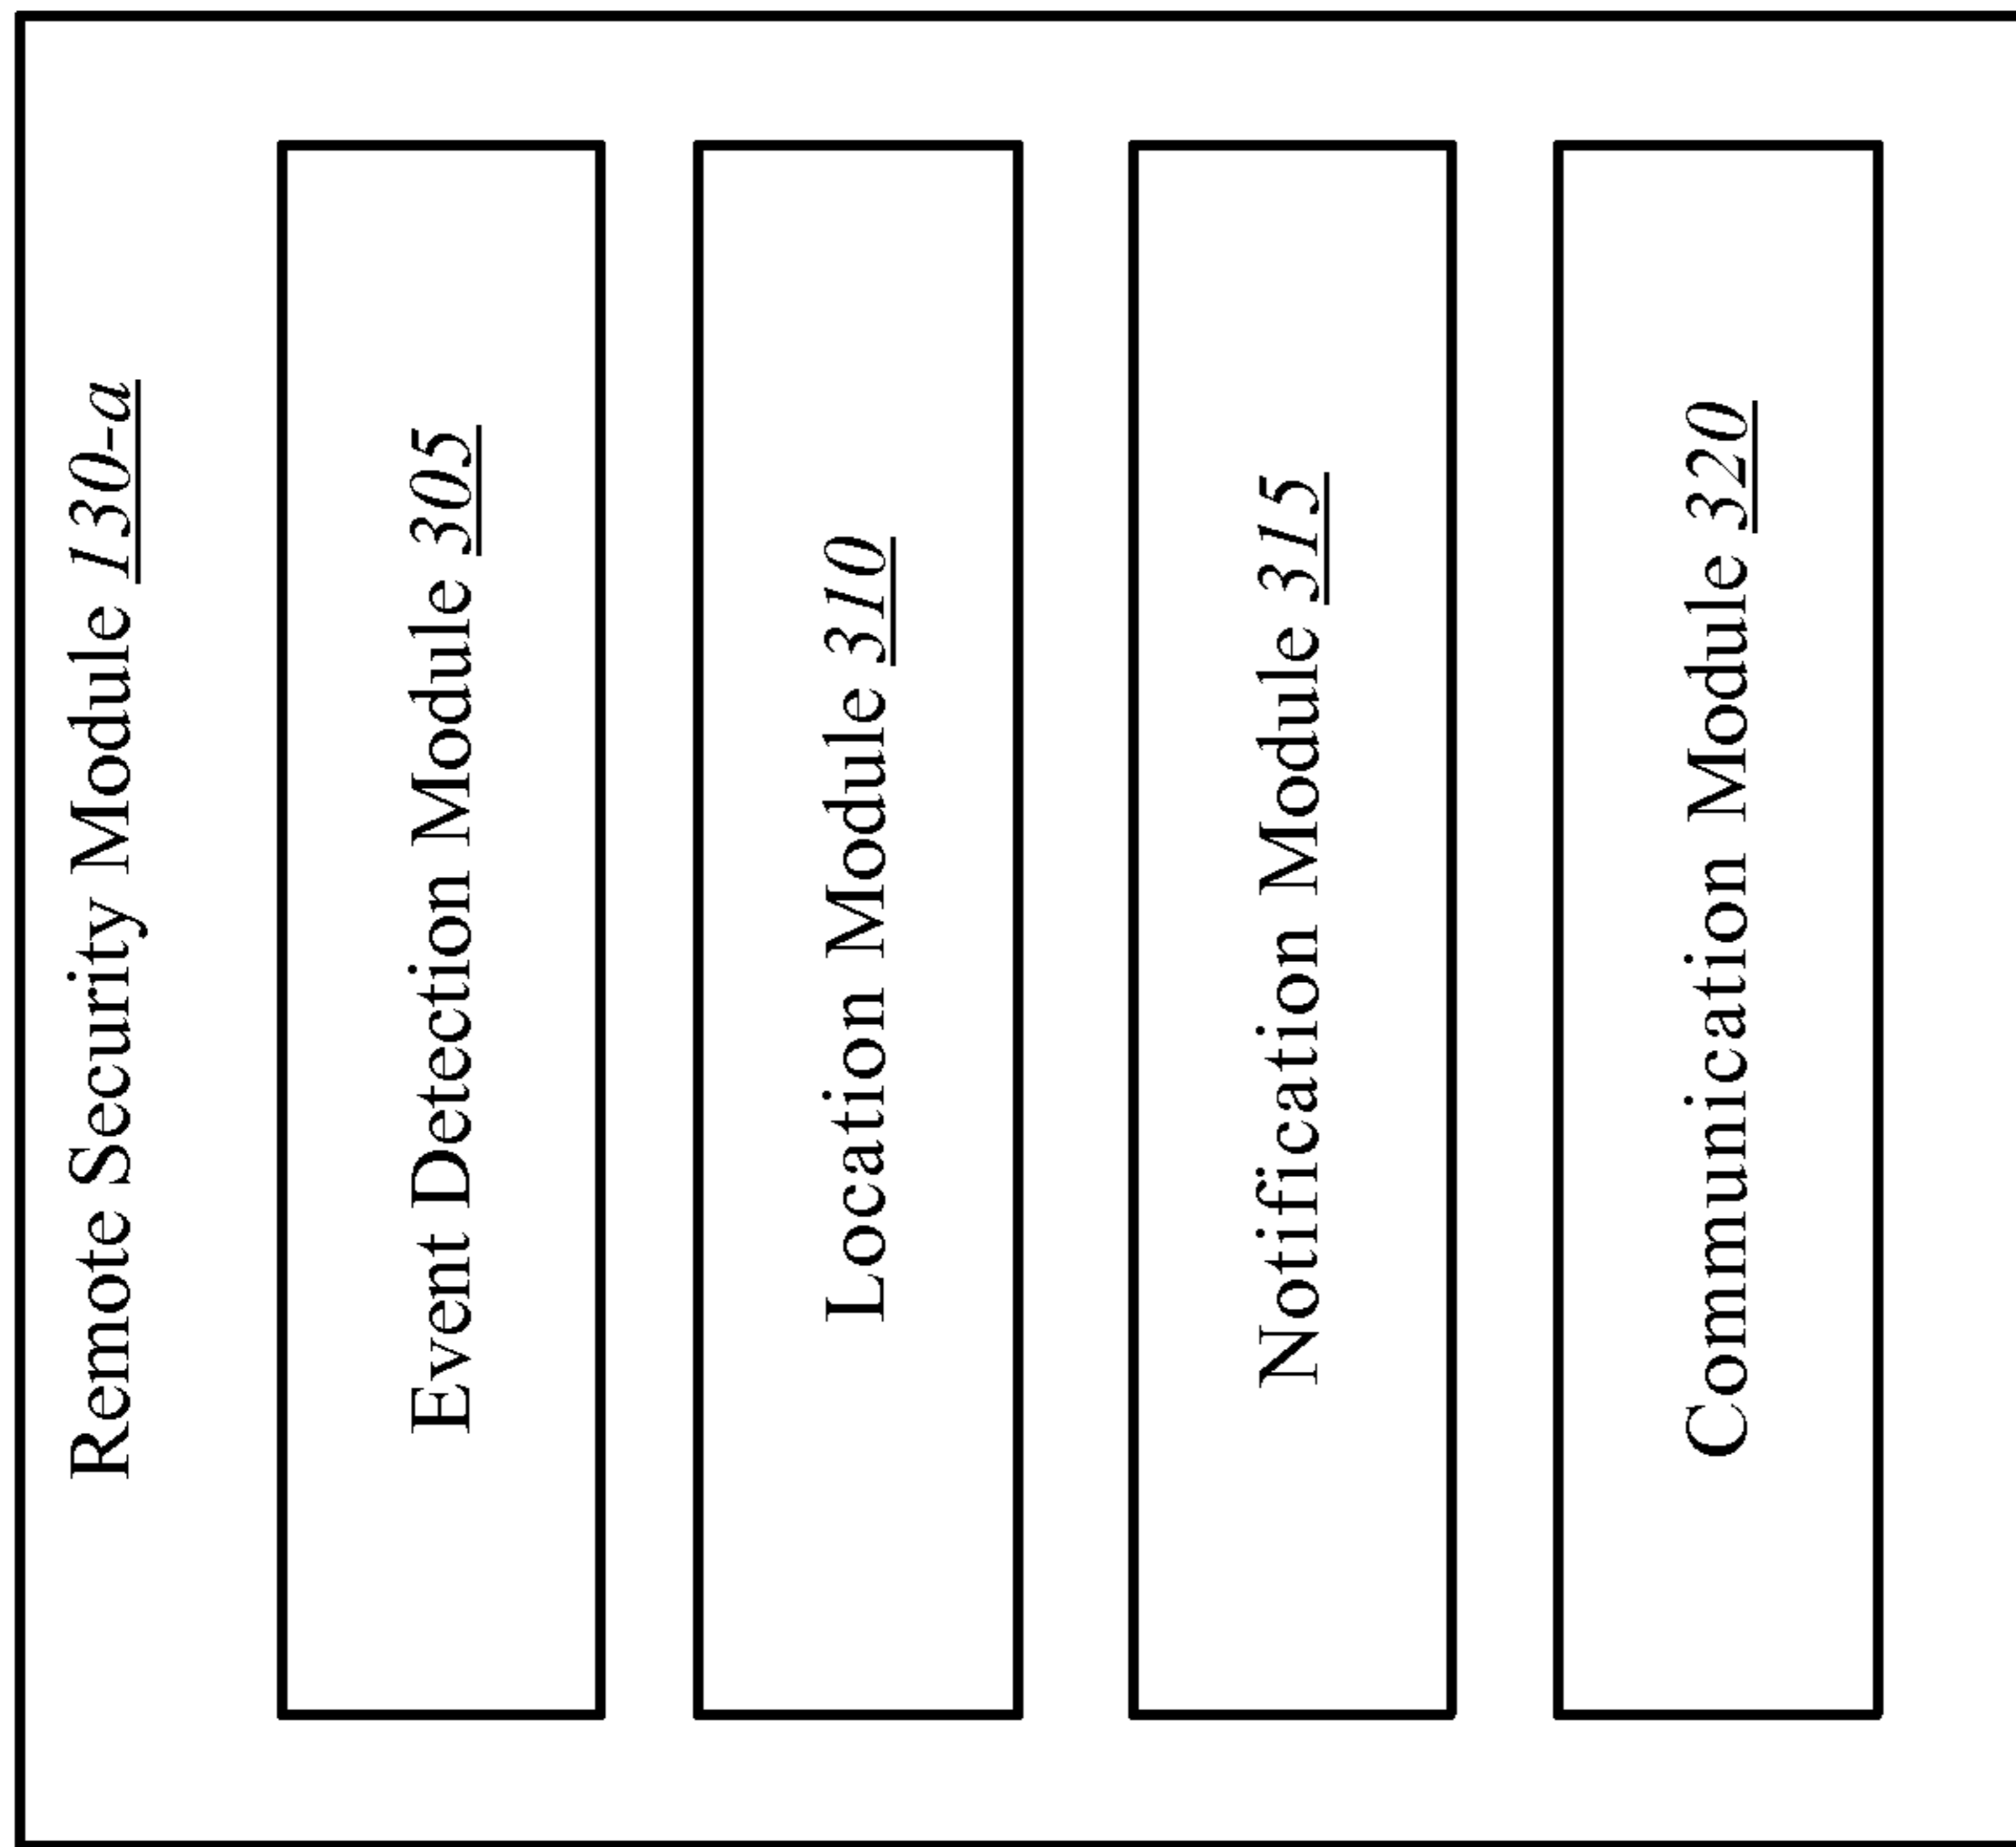 Remote Security Module 130-a
Event Detection Module 305
Location Module 310
Notification Module 315
Communication Module 320